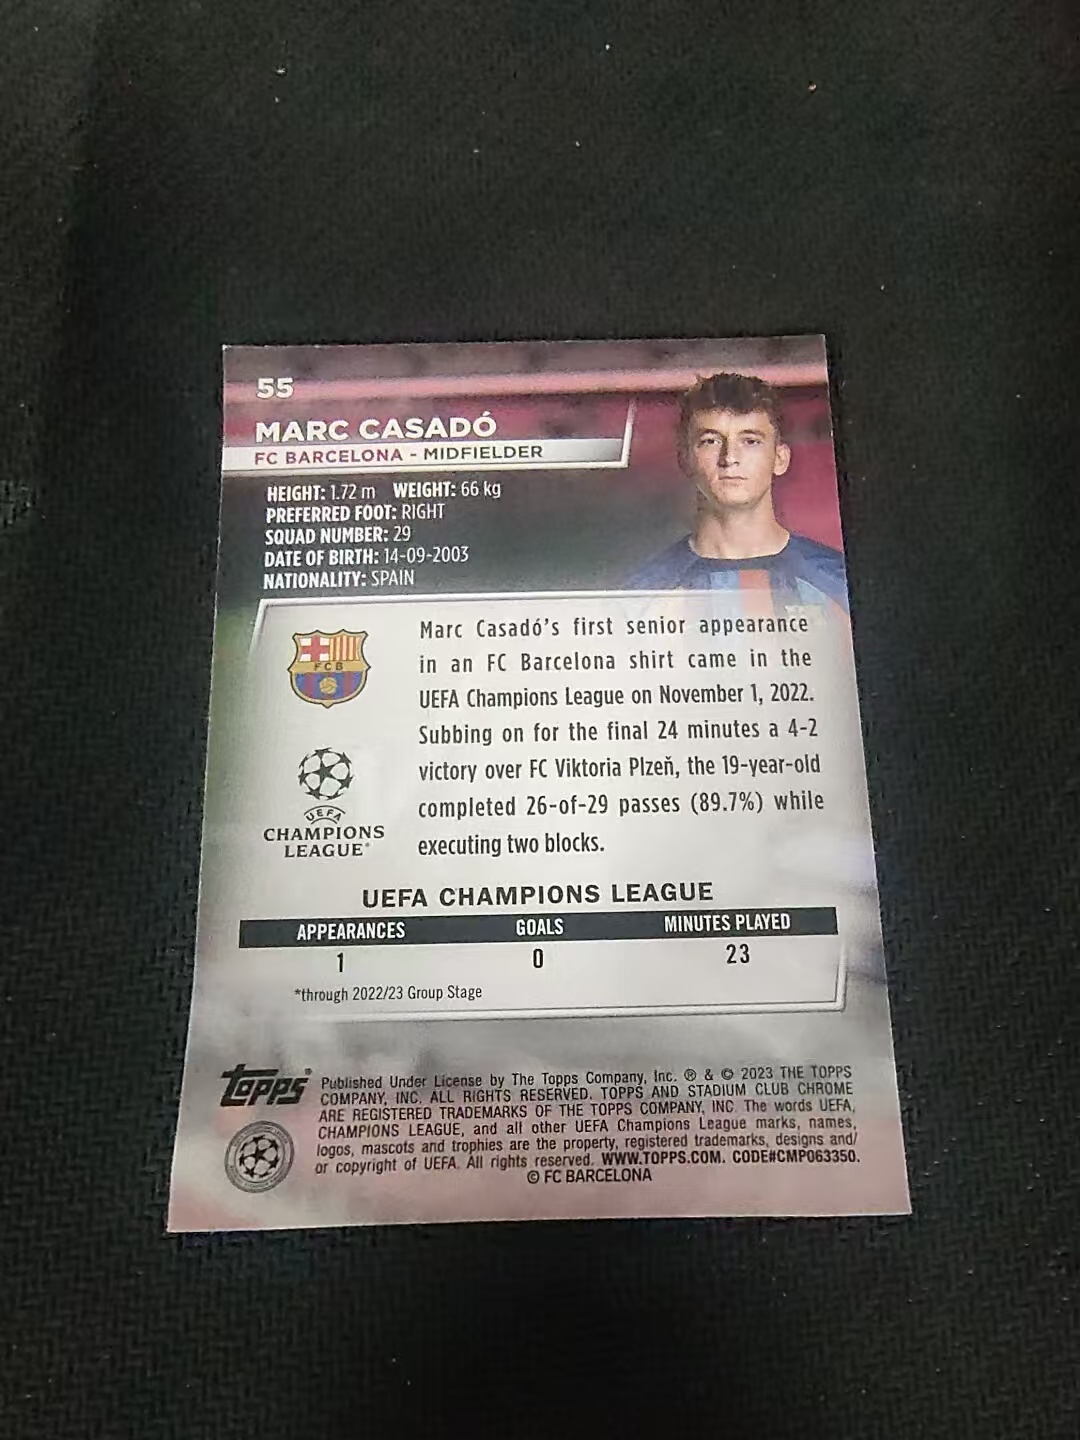 55
MARC CASADÓ
FC BARCELONA - MIDFIELDER
HEIGHT: 1.72 m WEIGHT: 66 kg
PREFERRED FOOT: RIGHT
SQUAD NUMBER: 29
DATE OF BIRTH: 14-09-2003
NATIONALITY: SPAIN
FCB
Marc Casadó's first senior appearance
in an FC Barcelona shirt came in the
UEFA Champions League on November 1, 2022.
Subbing on for the final 24 minutes a 4-2
victory over FC Viktoria Plzeň, the 19-year-old
completed 26-of-29 passes (89.7%) while
executing two blocks.
UEFA
CHAMPIONS
LEAGUE®
UEFA CHAMPIONS LEAGUE
APPEARANCES GOALS MINUTES PLAYED
1 0 23
*through 2022/23 Group Stage
Topps®
Published Under License by The Topps Company, Inc. ® & © 2023 THE TOPPS
COMPANY, INC. ALL RIGHTS RESERVED. TOPPS AND STADIUM CLUB CHROME
ARE REGISTERED TRADEMARKS OF THE TOPPS COMPANY, INC. The words UEFA,
CHAMPIONS LEAGUE, and all other UEFA Champions League marks, names,
logos, mascots and trophies are the property, registered trademarks, designs and/
or copyright of UEFA. All rights reserved. WWW.TOPPS.COM. CODE#CMP063350.
© FC BARCELONA